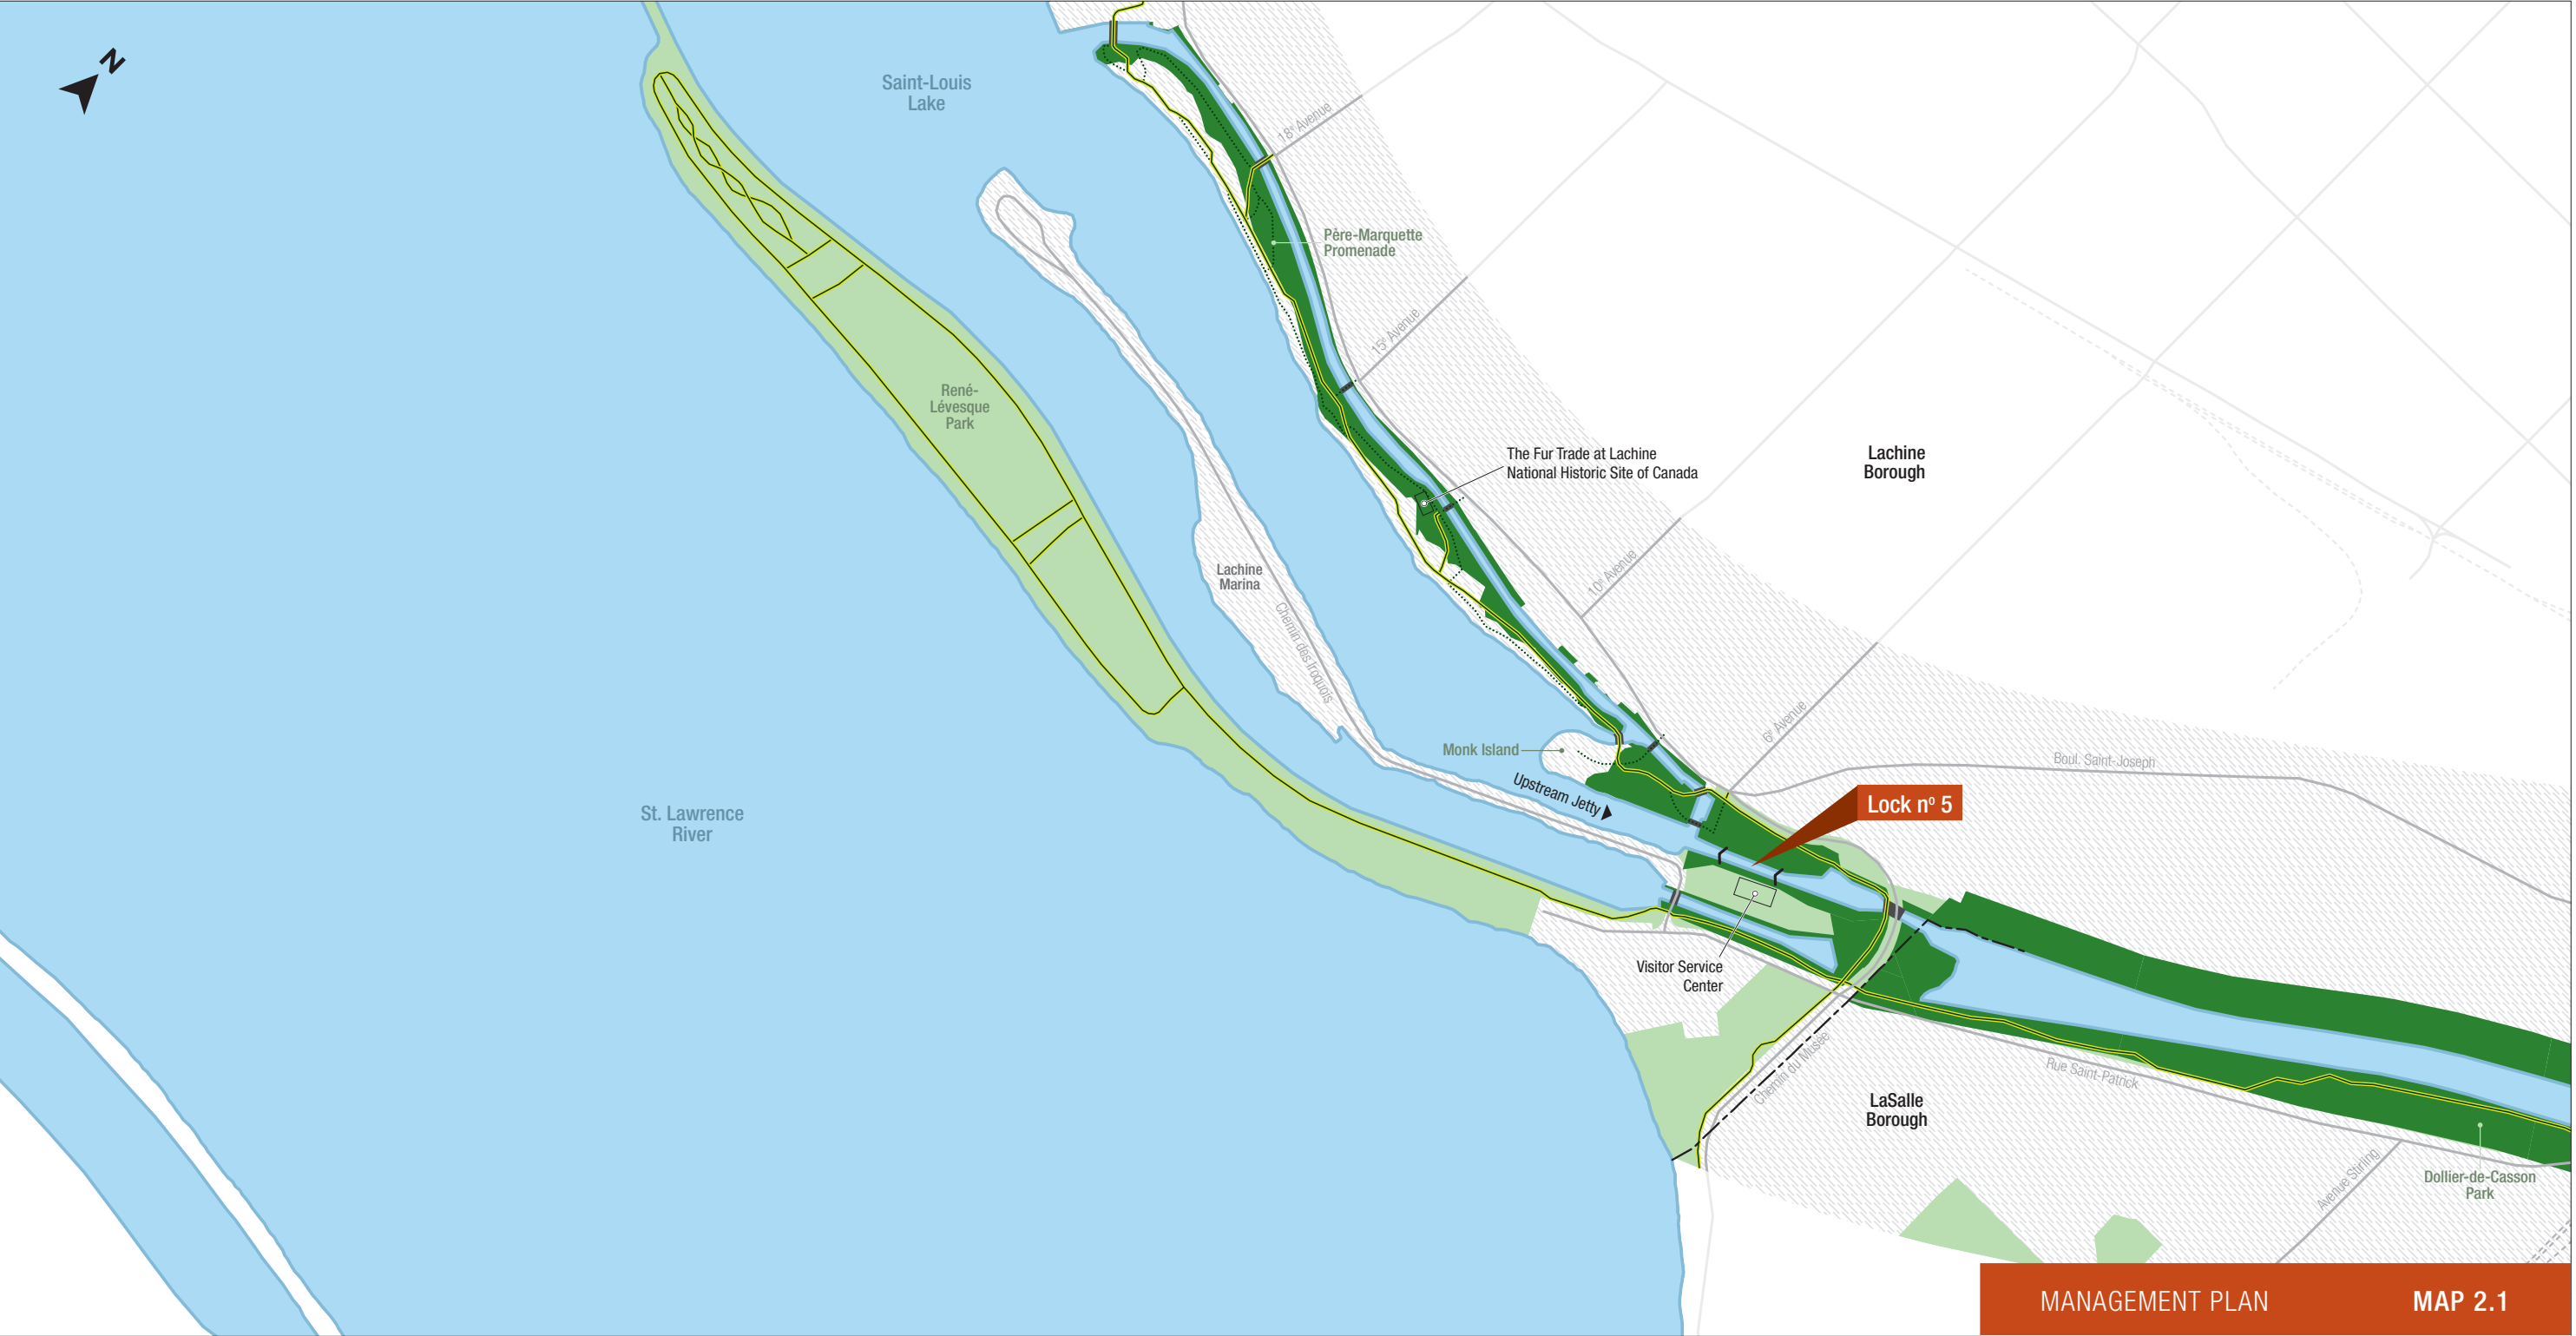 N
Saint-Louis
Lake
18e Avenue
Père-Marquette
Promenade
15e Avenue
René-
Lévesque
Park
The Fur Trade at Lachine
National Historic Site of Canada
Lachine
Borough
10e Avenue
Lachine
Marina
Chemin des Iroquois
6e Avenue
Monk Island
Boul. Saint-Joseph
Upstream Jetty
Lock nº 5
St. Lawrence
River
Visitor Service
Center
Chemin du Musée
Rue Saint-Patrick
LaSalle
Borough
Avenue Stirling
Dollier-de-Casson
Park
MANAGEMENT PLAN MAP 2.1